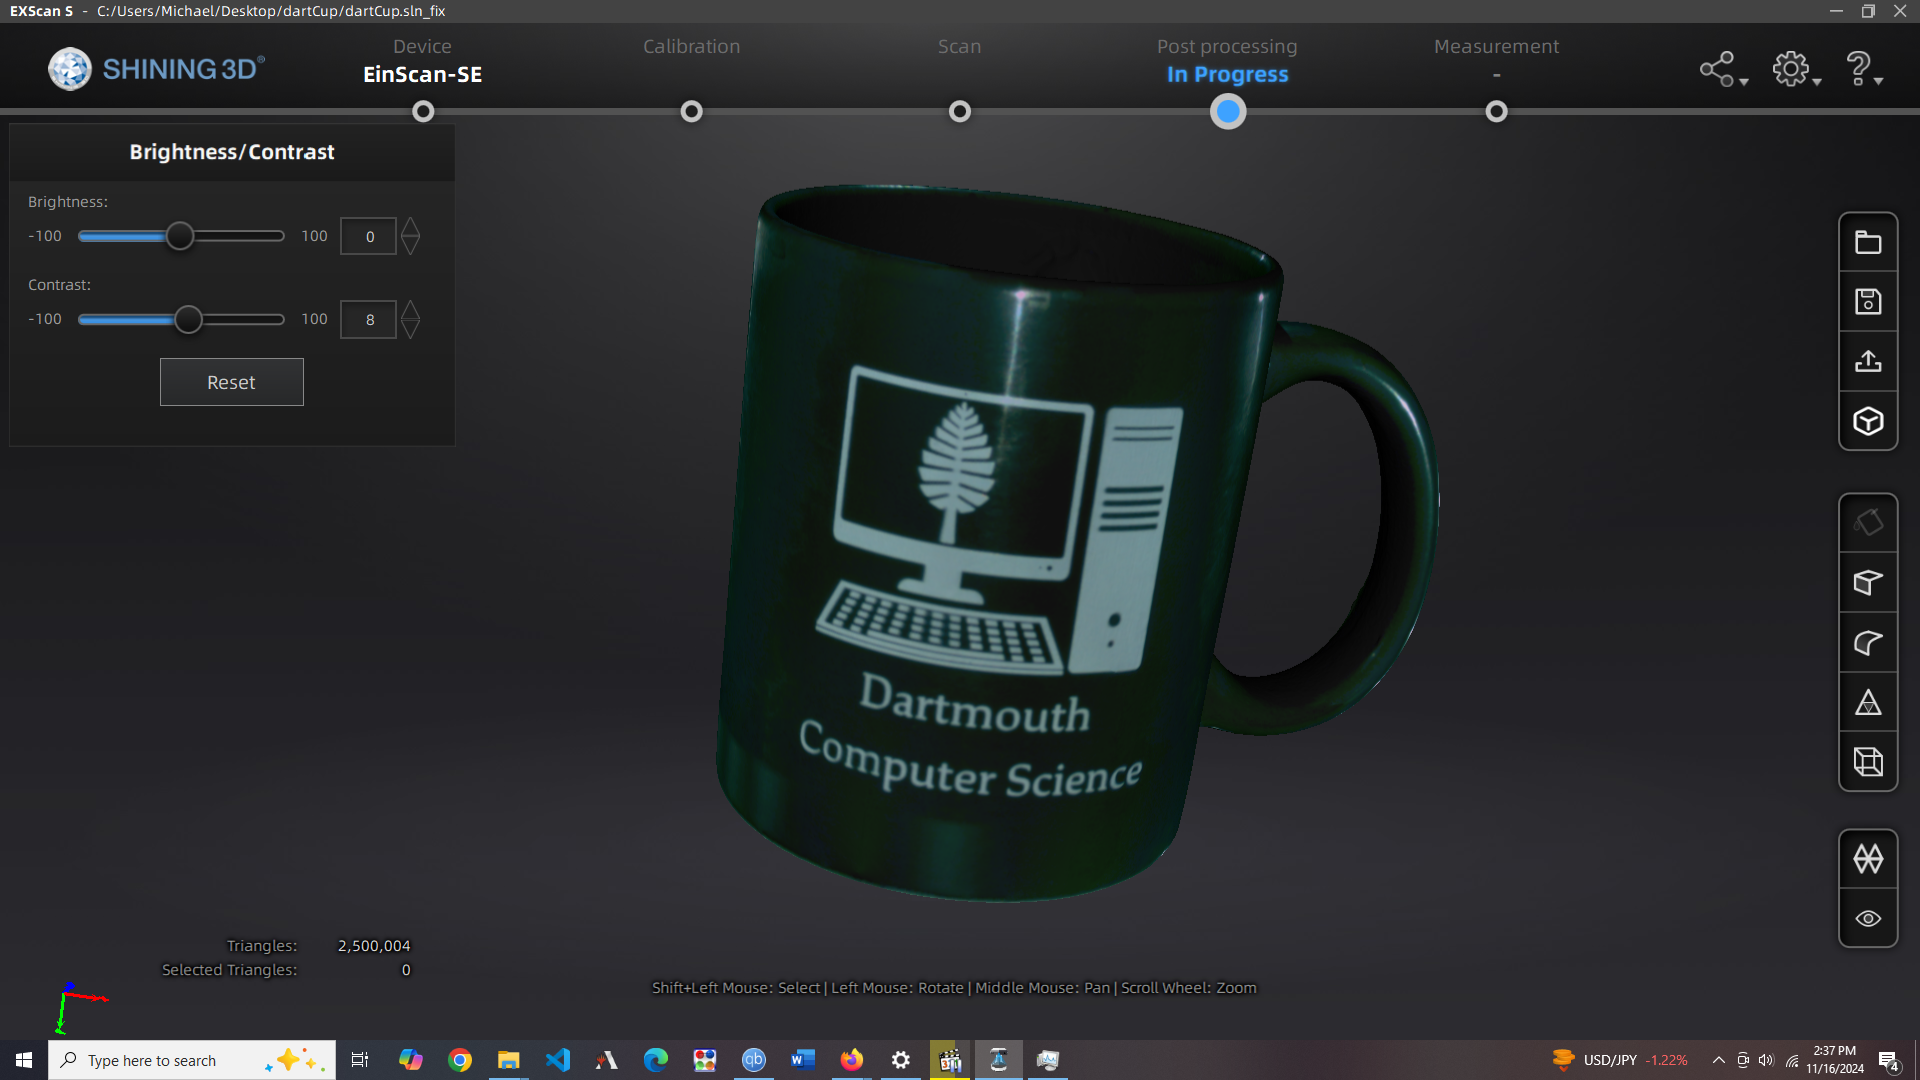 EXScan S - C:/Users/Michael/Desktop/dartCup/dartCup.sln_fix
SHINING 3D®
Device
EinScan-SE
Calibration
Scan
Post processing
In Progress
Measurement
-
Brightness/Contrast
Brightness:
-100 100 0
Contrast:
-100 100 8
Reset
Dartmouth
Computer Science
Triangles: 2,500,004
Selected Triangles: 0
Shift+Left Mouse: Select | Left Mouse: Rotate | Middle Mouse: Pan | Scroll Wheel: Zoom
Type here to search
USD/JPY -1.22%
2:37 PM
11/16/2024
4